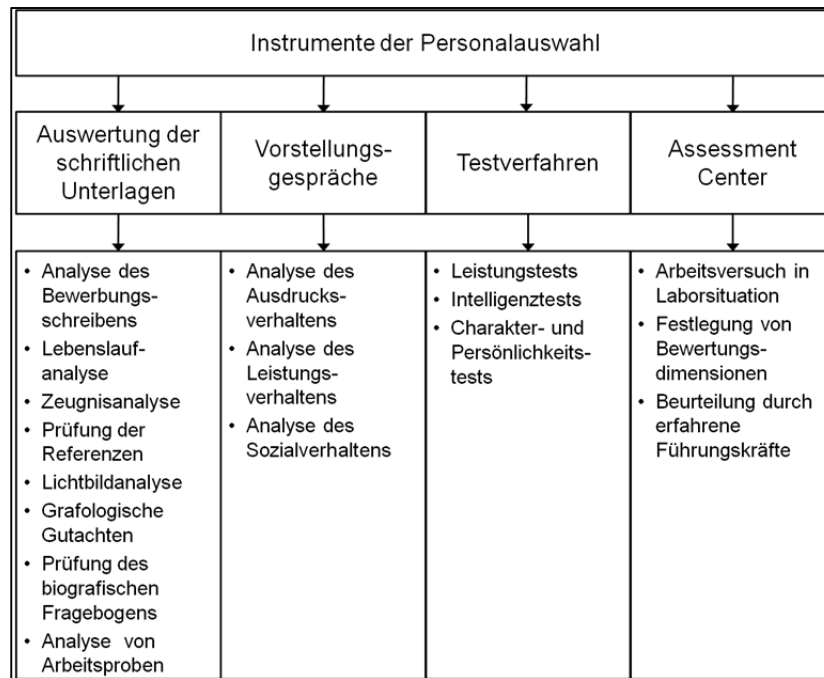 Instrumente der Personalauswahl
Auswertung der
schriftlichen
Unterlagen
Vorstellungs-
gespräche
Testverfahren
Assessment
Center
• Analyse des
Bewerbungs-
schreibens
• Lebenslauf-
analyse
• Zeugnisanalyse
• Prüfung der
Referenzen
• Lichtbildanalyse
• Grafologische
Gutachten
• Prüfung des
biografischen
Fragebogens
• Analyse von
Arbeitsproben
• Analyse des
Ausdrucks-
verhaltens
• Analyse des
Leistungs-
verhaltens
• Analyse des
Sozialverhaltens
• Leistungstests
• Intelligenztests
• Charakter- und
Persönlichkeits-
tests
• Arbeitsversuch in
Laborsituation
• Festlegung von
Bewertungs-
dimensionen
• Beurteilung durch
erfahrene
Führungskräfte